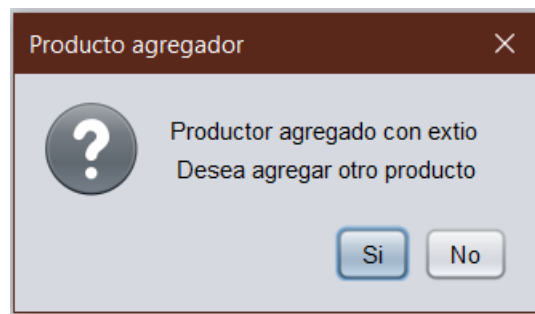 Producto agregador
Productor agregado con extio
Desea agregar otro producto
Si No